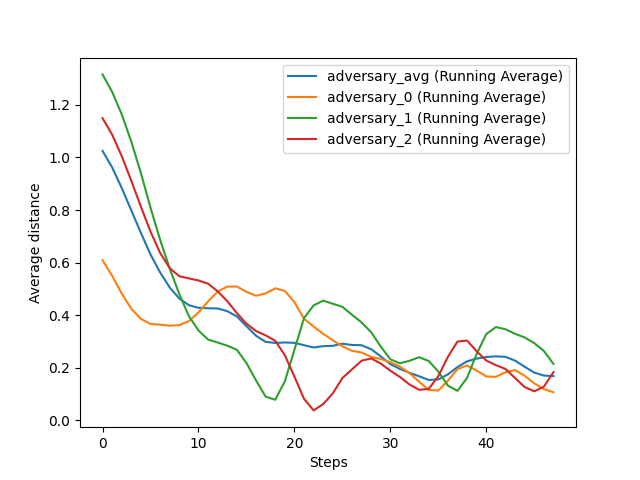 adversary_avg (Running Average)
adversary_0 (Running Average)
adversary_1 (Running Average)
adversary_2 (Running Average)
1.2
1.0
0.8
0.6
0.4
0.2
0.0
Average distance
0 10 20 30 40
Steps